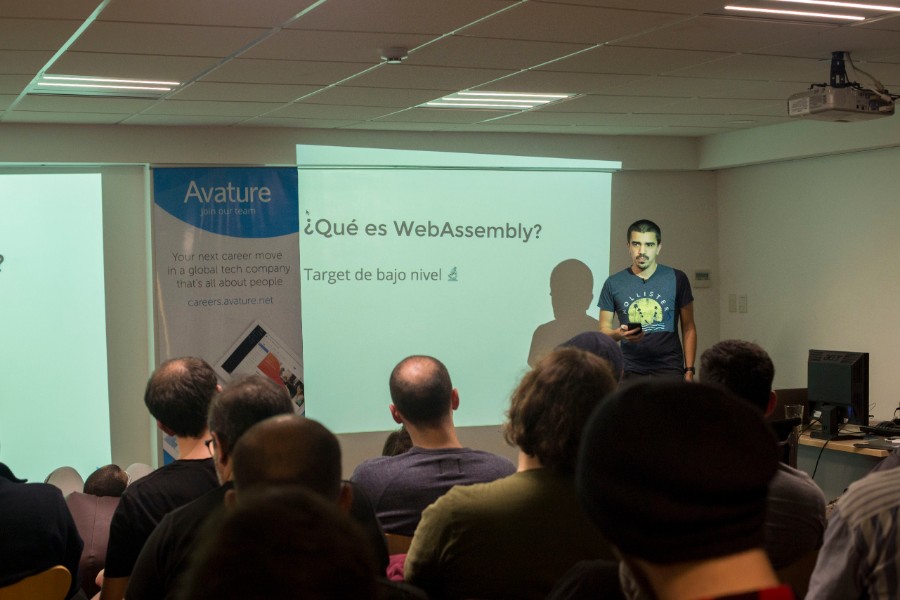 ?
Avature
join our team
Your next career move
in a global tech company
that's all about people
careers.avature.net
¿Qué es WebAssembly?
Target de bajo nivel 🔬
HOLLISTER